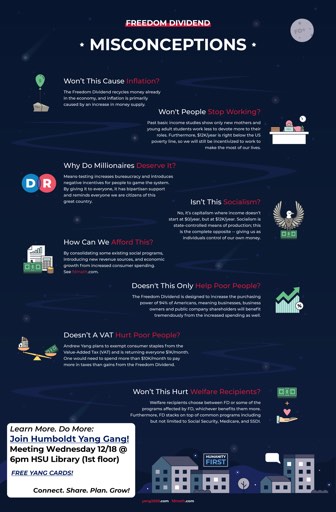 FREEDOM DIVIDEND
• MISCONCEPTIONS •
Won't This Cause Inflation?
The Freedom Dividend recycles money already
in the economy, and inflation is primarily
caused by an increase in money supply.
Won't People Stop Working?
Past basic income studies show only new mothers and
young adult students work less to devote more to their
roles. Furthermore, $12K/year is right below the US
poverty line, so we will still be incentivized to work to
make the most of our lives.
Why Do Millionaires Deserve It?
Means-testing increases bureaucracy and introduces
negative incentives for people to game the system.
By giving it to everyone, it has bipartisan support
and reminds everyone we are citizens of this
great country.
D R
Isn't This Socialism?
No, it's capitalism where income doesn't
start at $0/year, but at $12K/year. Socialism is
state-controlled means of production; this
is the complete opposite — giving us as
individuals control of our own money.
How Can We Afford This?
By consolidating some existing social programs,
introducing new revenue sources, and economic
growth from increased consumer spending.
See fdmath.com.
Doesn't This Only Help Poor People?
The Freedom Dividend is designed to increase the purchasing
power of 94% of Americans, meaning businesses, business
owners and public company shareholders will benefit
tremendously from the increased spending as well.
Doesn't A VAT Hurt Poor People?
Andrew Yang plans to exempt consumer staples from the
Value-Added Tax (VAT) and is returning everyone $1K/month.
One would need to spend more than $10K/month to pay
more in taxes than gains from the Freedom Dividend.
Won't This Hurt Welfare Recipients?
Welfare recipients choose between FD or some of the
programs affected by FD, whichever benefits them more.
Furthermore, FD stacks on top of common programs including
but not limited to Social Security, Medicare, and SSDI.
Learn More. Do More:
Join Humboldt Yang Gang!
Meeting Wednesday 12/18 @
6pm HSU Library (1st floor)
FREE YANG CARDS!
Connect. Share. Plan. Grow!
HUMANITY
FIRST
yang2020.com fdmath.com